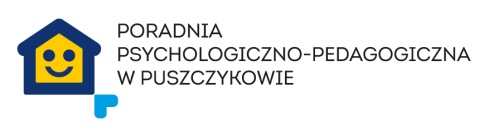 PORADNIA
PSYCHOLOGICZNO-PEDAGOGICZNA
W PUSZCZYKOWIE